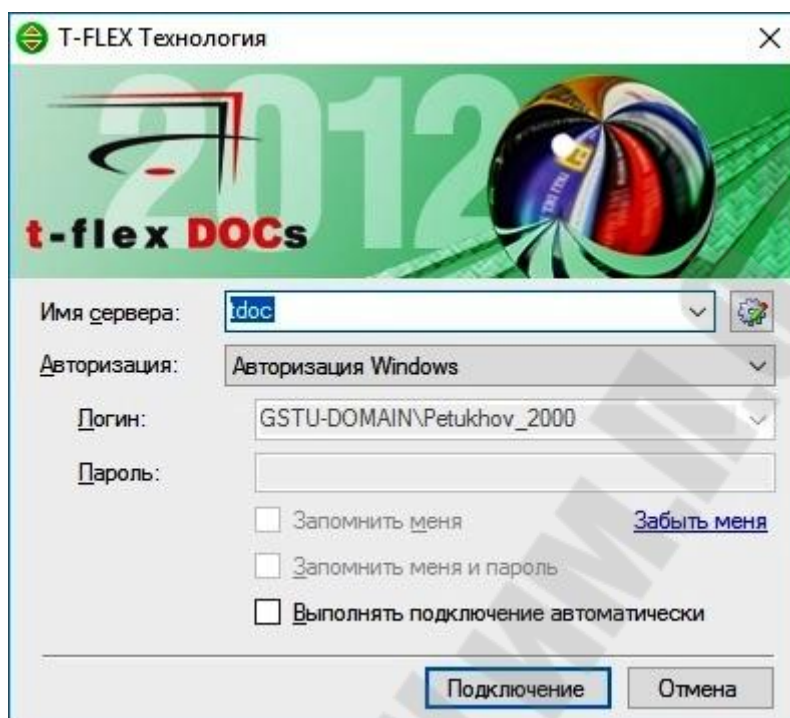 T-FLEX Технология
2012
t-flex DOCs
Имя сервера: tdoc
Авторизация: Авторизация Windows
Логин: GSTU-DOMAIN\Petukhov_2000
Пароль:
Запомнить меня Забыть меня
Запомнить меня и пароль
Выполнять подключение автоматически
Подключение Отмена